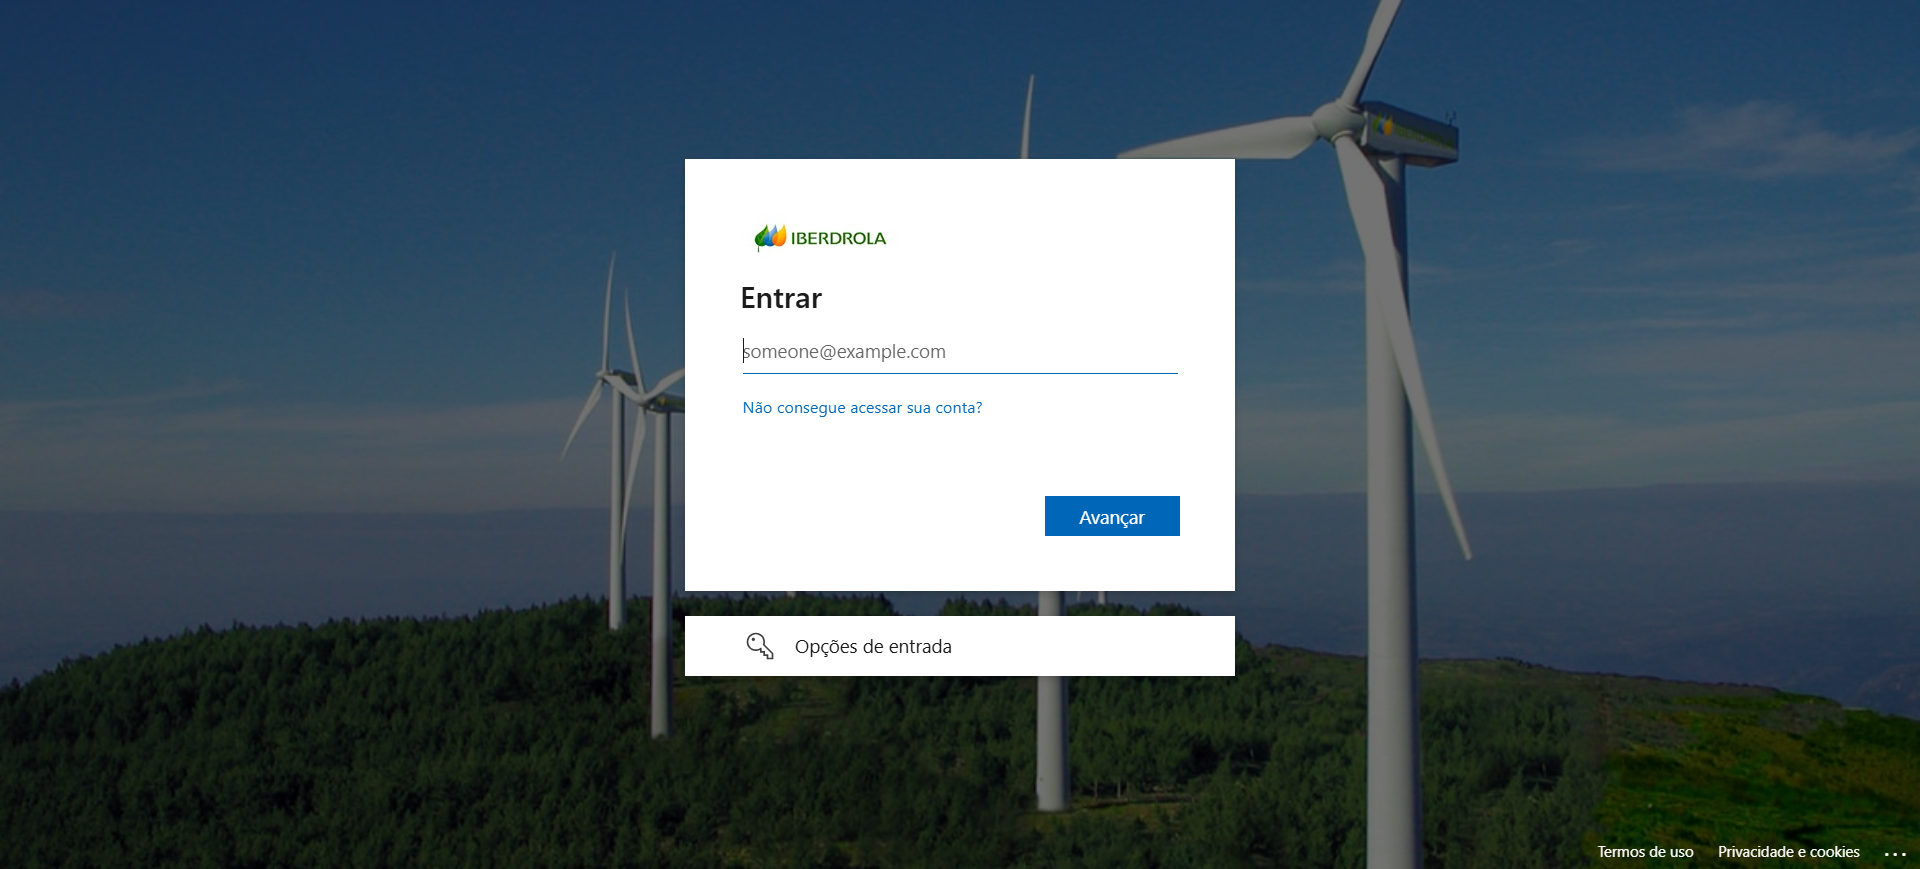 IBERDROLA
Entrar
someone@example.com
Não consegue acessar sua conta?
Avançar
Opções de entrada
Termos de uso
Privacidade e cookies
...